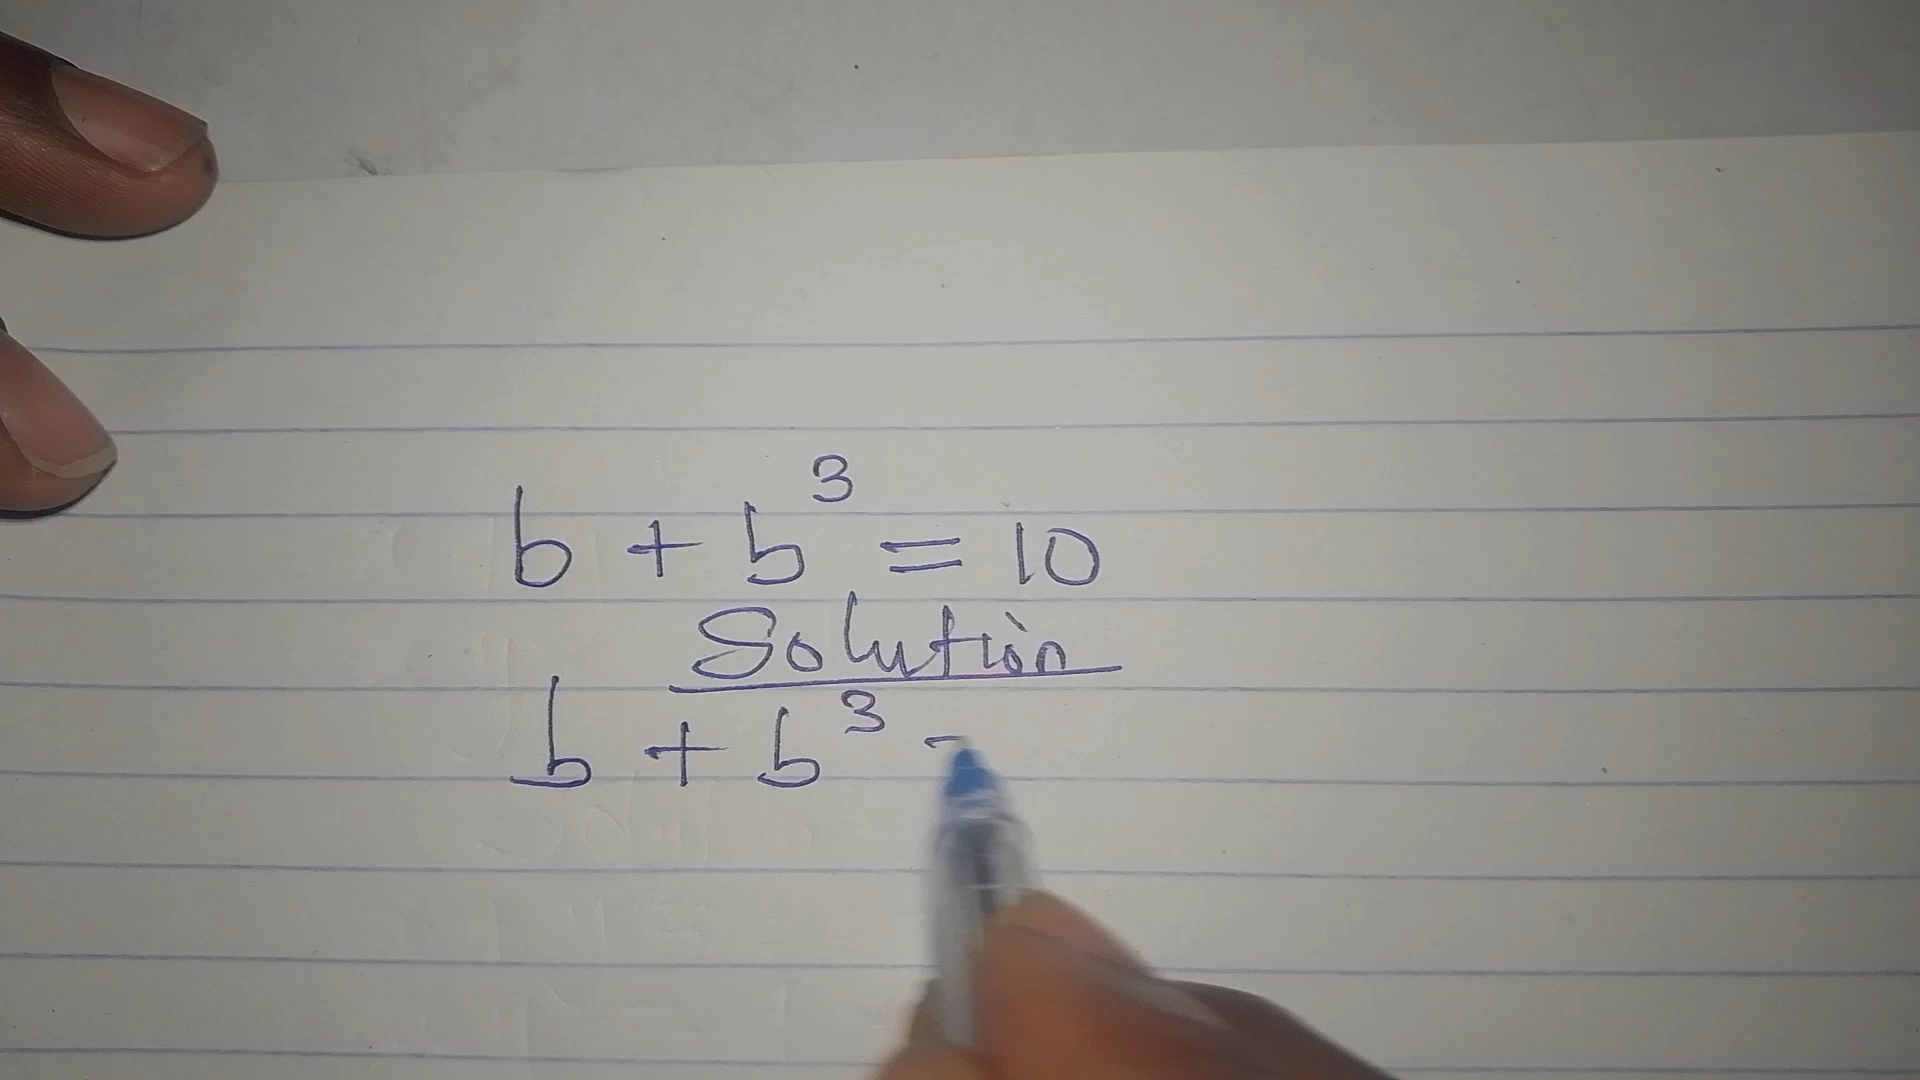 b + b³ = 10
Solution
b + b³ -